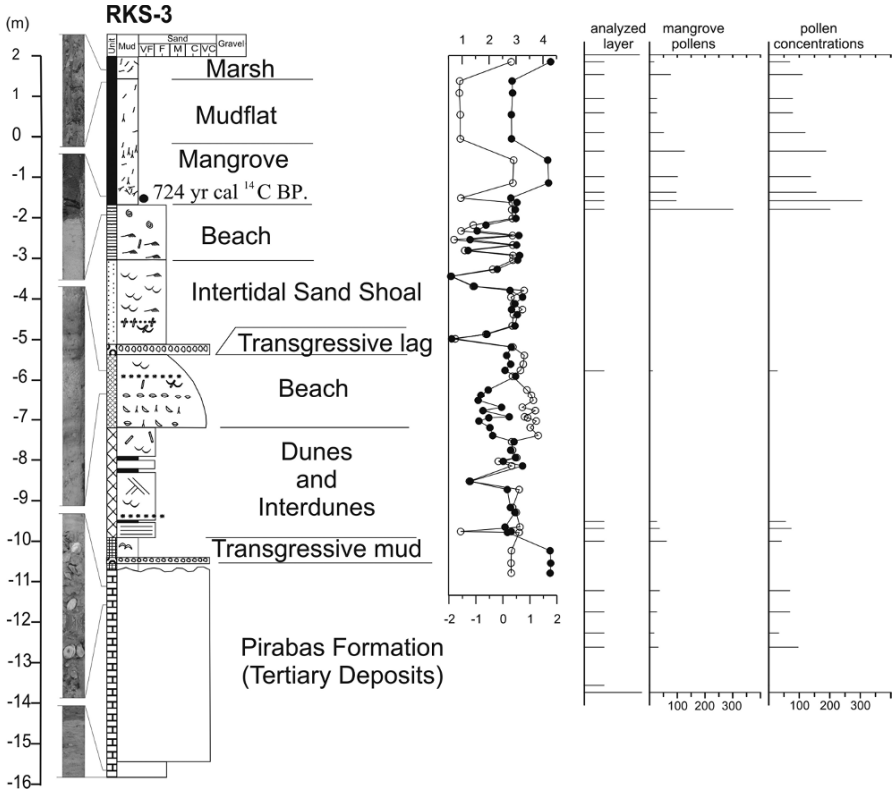 RKS-3
(m)
Unit Mud Sand Gravel
VF F M C VC
analyzed layer
mangrove pollens
pollen concentrations
1 2 3 4
2
1
0
-1
-2
-3
-4
-5
-6
-7
-8
-9
-10
-11
-12
-13
-14
-15
-16
Marsh
Mudflat
Mangrove
724 yr cal ¹⁴C BP.
Beach
Intertidal Sand Shoal
Transgressive lag
Beach
Dunes
and
Interdunes
Transgressive mud
Pirabas Formation
(Tertiary Deposits)
-2 -1 0 1 2
100 200 300
100 200 300